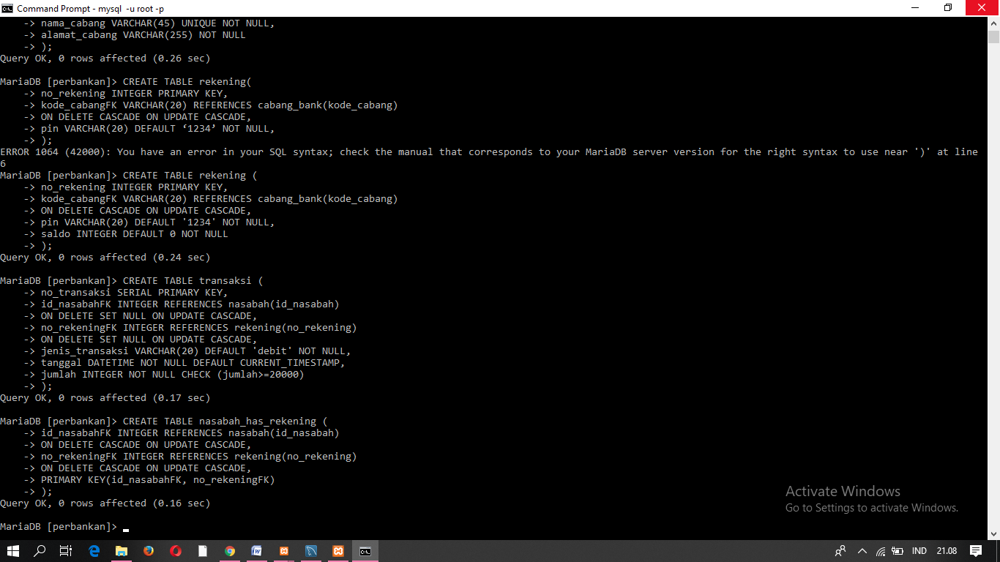 Command Prompt - mysql  -u root -p
    -> nama_cabang VARCHAR(45) UNIQUE NOT NULL,
    -> alamat_cabang VARCHAR(255) NOT NULL
    -> );
Query OK, 0 rows affected (0.26 sec)

MariaDB [perbankan]> CREATE TABLE rekening(
    -> no_rekening INTEGER PRIMARY KEY,
    -> kode_cabangFK VARCHAR(20) REFERENCES cabang_bank(kode_cabang)
    -> ON DELETE CASCADE ON UPDATE CASCADE,
    -> pin VARCHAR(20) DEFAULT ‘1234’ NOT NULL,
    -> );
ERROR 1064 (42000): You have an error in your SQL syntax; check the manual that corresponds to your MariaDB server version for the right syntax to use near ')' at line
6
MariaDB [perbankan]> CREATE TABLE rekening (
    -> no_rekening INTEGER PRIMARY KEY,
    -> kode_cabangFK VARCHAR(20) REFERENCES cabang_bank(kode_cabang)
    -> ON DELETE CASCADE ON UPDATE CASCADE,
    -> pin VARCHAR(20) DEFAULT '1234' NOT NULL,
    -> saldo INTEGER DEFAULT 0 NOT NULL
    -> );
Query OK, 0 rows affected (0.24 sec)

MariaDB [perbankan]> CREATE TABLE transaksi (
    -> no_transaksi SERIAL PRIMARY KEY,
    -> id_nasabahFK INTEGER REFERENCES nasabah(id_nasabah)
    -> ON DELETE SET NULL ON UPDATE CASCADE,
    -> no_rekeningFK INTEGER REFERENCES rekening(no_rekening)
    -> ON DELETE SET NULL ON UPDATE CASCADE,
    -> jenis_transaksi VARCHAR(20) DEFAULT 'debit' NOT NULL,
    -> tanggal DATETIME NOT NULL DEFAULT CURRENT_TIMESTAMP,
    -> jumlah INTEGER NOT NULL CHECK (jumlah>=20000)
    -> );
Query OK, 0 rows affected (0.17 sec)

MariaDB [perbankan]> CREATE TABLE nasabah_has_rekening (
    -> id_nasabahFK INTEGER REFERENCES nasabah(id_nasabah)
    -> ON DELETE CASCADE ON UPDATE CASCADE,
    -> no_rekeningFK INTEGER REFERENCES rekening(no_rekening)
    -> ON DELETE CASCADE ON UPDATE CASCADE,
    -> PRIMARY KEY(id_nasabahFK, no_rekeningFK)
    -> );
Query OK, 0 rows affected (0.16 sec)

MariaDB [perbankan]>
Activate Windows
Go to Settings to activate Windows.
IND 21.08